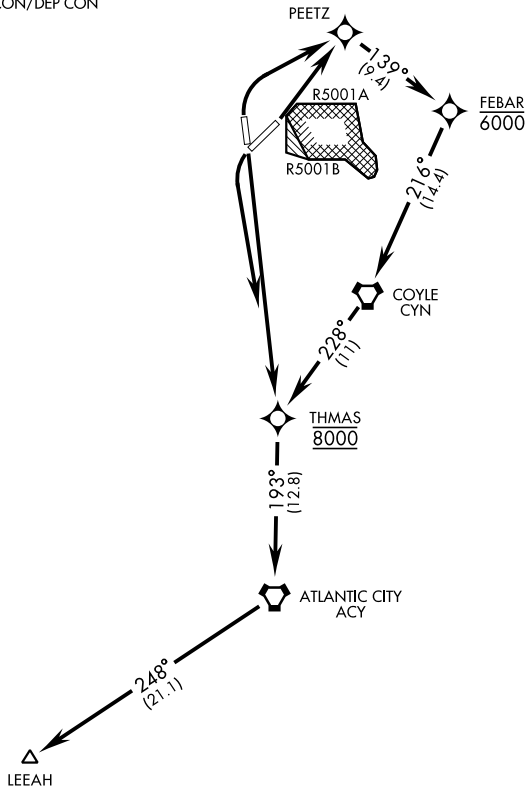 CON/DEP CON
PEETZ
139°
(9.4)
R5001A
FEBAR
6000
R5001B
216°
(14.4)
COYLE
CYN
228°
(11)
THMAS
8000
193°
(12.8)
ATLANTIC CITY
ACY
248°
(21.1)
LEEAH